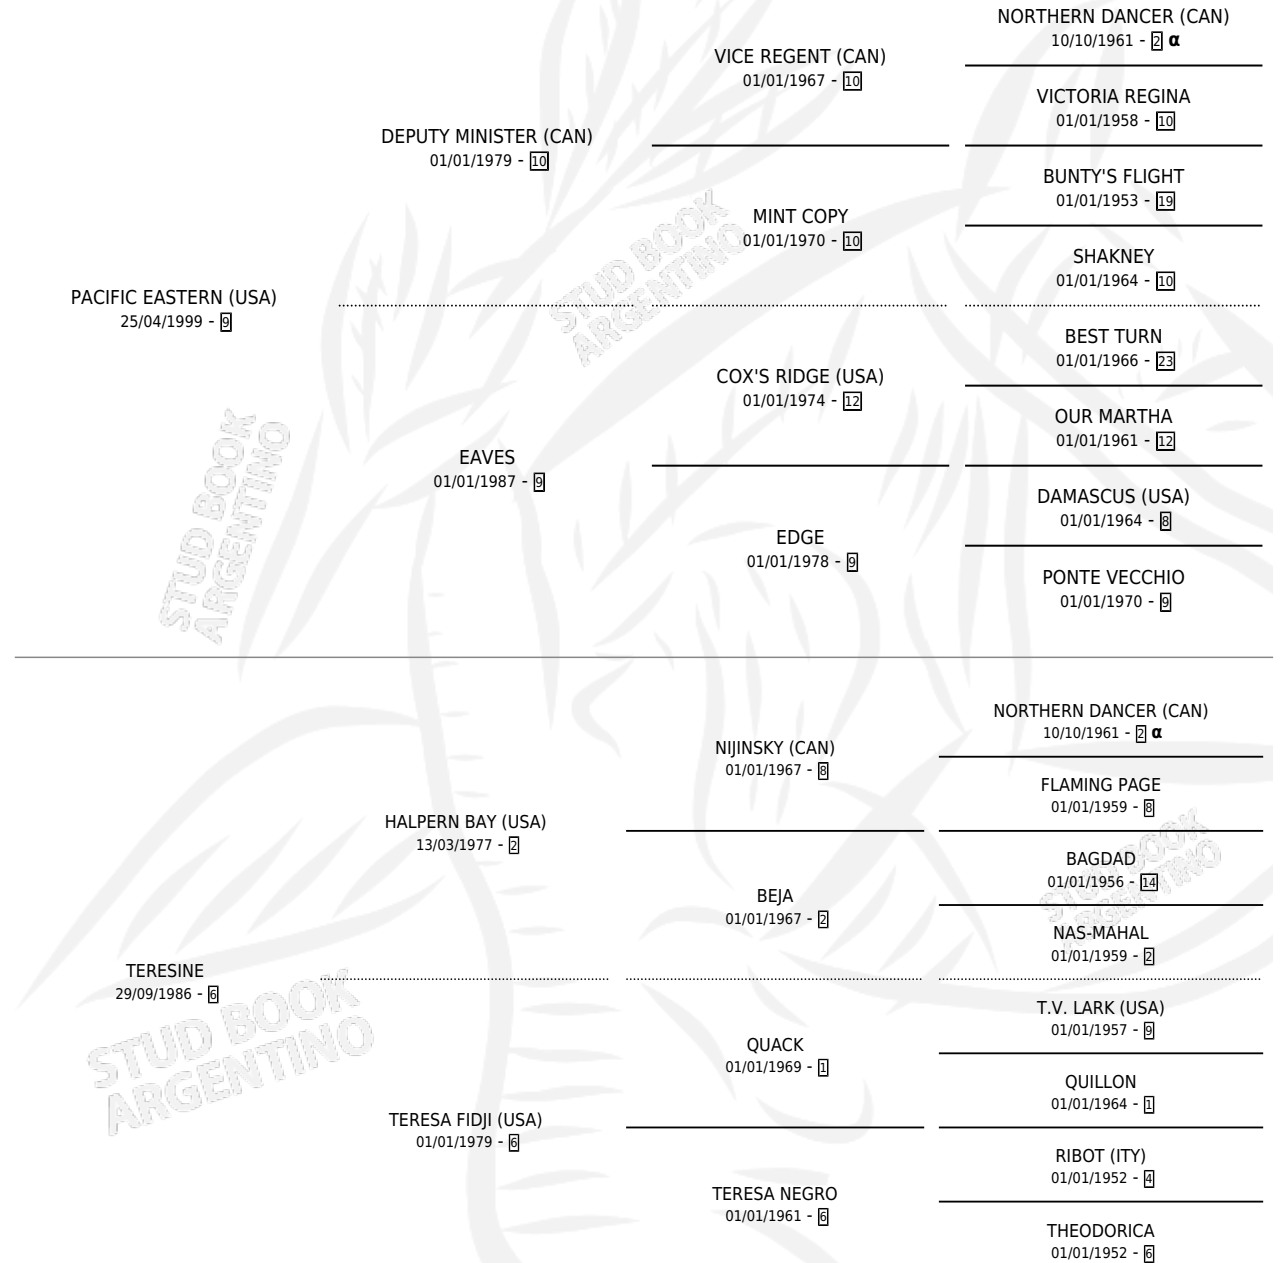 NORTHERN DANCER (CAN)
10/10/1961 - 2 α
VICE REGENT (CAN)
01/01/1967 - 10
VICTORIA REGINA
01/01/1958 - 10
DEPUTY MINISTER (CAN)
01/01/1979 - 10
BUNTY'S FLIGHT
01/01/1953 - 19
MINT COPY
01/01/1970 - 10
SHAKNEY
01/01/1964 - 10
PACIFIC EASTERN (USA)
25/04/1999 - 9
BEST TURN
01/01/1966 - 23
COX'S RIDGE (USA)
01/01/1974 - 12
OUR MARTHA
01/01/1961 - 12
EAVES
01/01/1987 - 9
DAMASCUS (USA)
01/01/1964 - 8
EDGE
01/01/1978 - 9
PONTE VECCHIO
01/01/1970 - 9
NORTHERN DANCER (CAN)
10/10/1961 - 2 α
NIJINSKY (CAN)
01/01/1967 - 8
FLAMING PAGE
01/01/1959 - 8
HALPERN BAY (USA)
13/03/1977 - 2
BAGDAD
01/01/1956 - 14
BEJA
01/01/1967 - 2
NAS-MAHAL
01/01/1959 - 2
TERESINE
29/09/1986 - 6
T.V. LARK (USA)
01/01/1957 - 9
QUACK
01/01/1969 - 1
QUILLON
01/01/1964 - 1
TERESA FIDJI (USA)
01/01/1979 - 6
RIBOT (ITY)
01/01/1952 - 4
TERESA NEGRO
01/01/1961 - 6
THEODORICA
01/01/1952 - 6
STUD BOOK
ARGENTINO
STUD BOOK
ARGENTINO
STUD BOOK
ARGENTINO
STUD BOOK
ARGENTINO